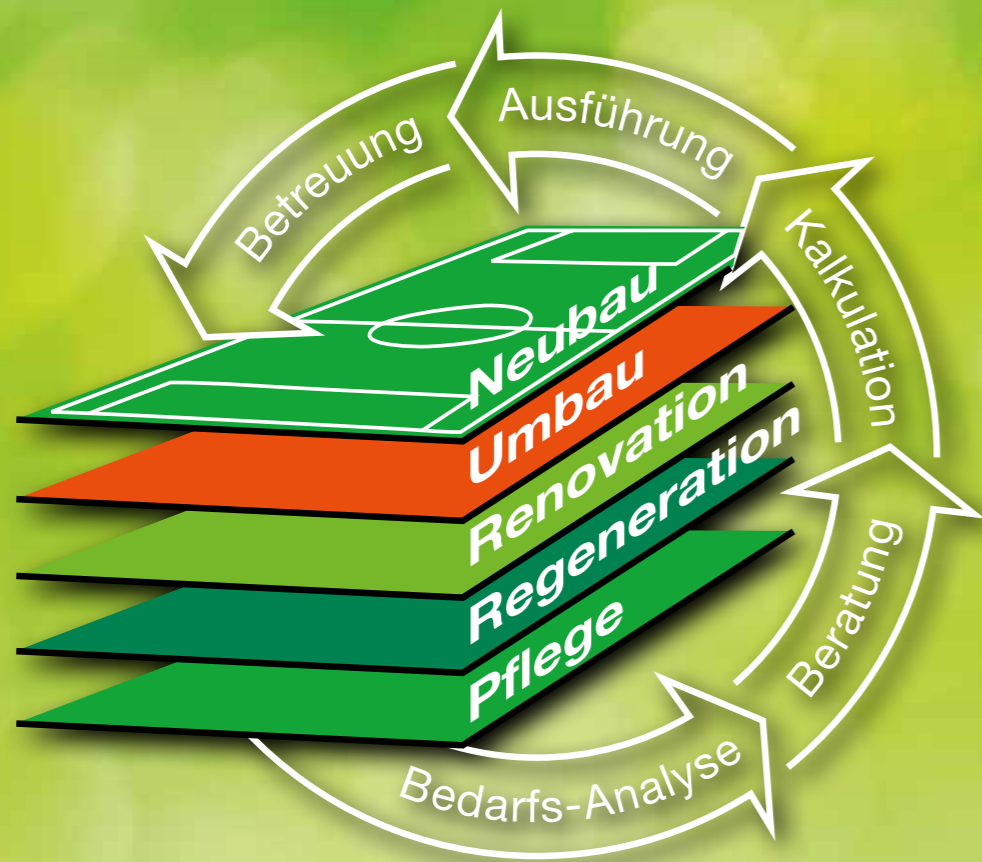 Ausführung
Betreuung
Kalkulation
Neubau
Umbau
Renovation
Regeneration
Pflege
Beratung
Bedarfs-Analyse